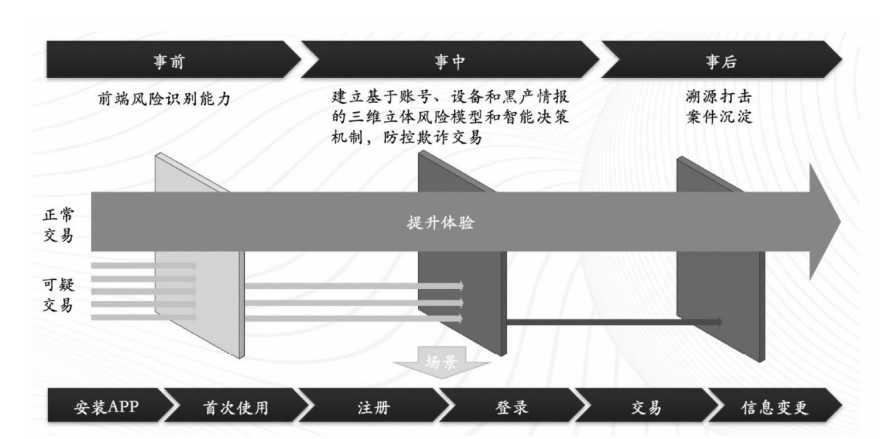 事前
事中
事后
前端风险识别能力
建立基于账号、设备和黑产情报
的三维立体风险模型和智能决策
机制，防控欺诈交易
溯源打击
案件沉淀
正常
交易
提升体验
可疑
交易
场景
安装APP
首次使用
注册
登录
交易
信息变更